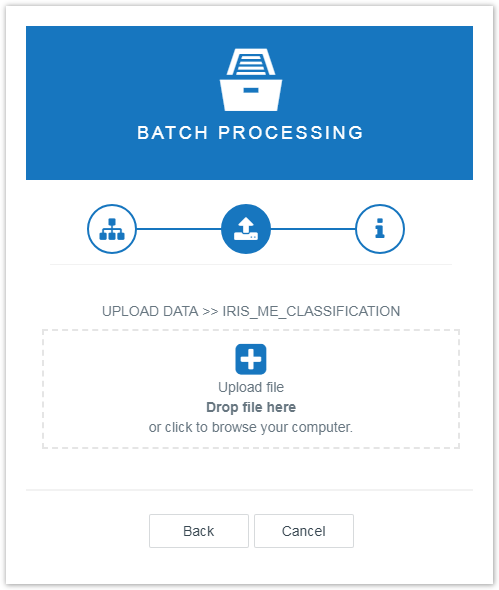 BATCH PROCESSING
UPLOAD DATA >> IRIS_ME_CLASSIFICATION
Upload file
Drop file here
or click to browse your computer.
Back
Cancel